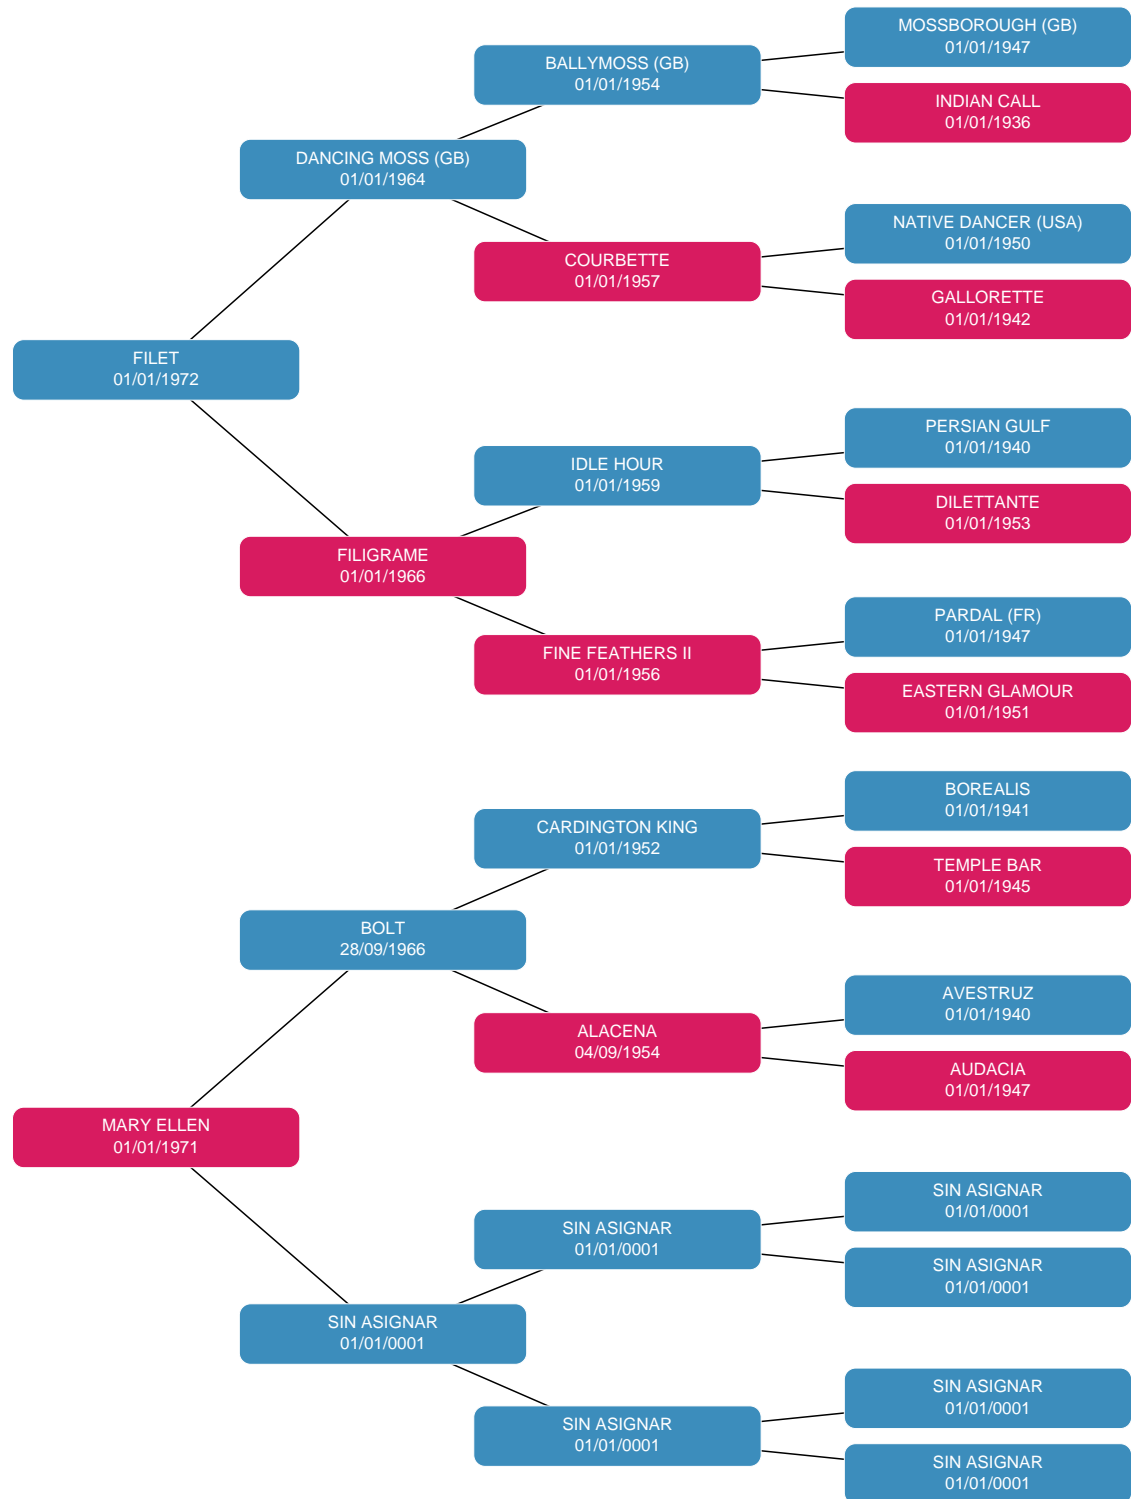 MOSSBOROUGH (GB)
01/01/1947
BALLYMOSS (GB)
01/01/1954
INDIAN CALL
01/01/1936
DANCING MOSS (GB)
01/01/1964
NATIVE DANCER (USA)
01/01/1950
COURBETTE
01/01/1957
GALLORETTE
01/01/1942
FILET
01/01/1972
PERSIAN GULF
01/01/1940
IDLE HOUR
01/01/1959
DILETTANTE
01/01/1953
FILIGRAME
01/01/1966
PARDAL (FR)
01/01/1947
FINE FEATHERS II
01/01/1956
EASTERN GLAMOUR
01/01/1951
BOREALIS
01/01/1941
CARDINGTON KING
01/01/1952
TEMPLE BAR
01/01/1945
BOLT
28/09/1966
AVESTRUZ
01/01/1940
ALACENA
04/09/1954
AUDACIA
01/01/1947
MARY ELLEN
01/01/1971
SIN ASIGNAR
01/01/0001
SIN ASIGNAR
01/01/0001
SIN ASIGNAR
01/01/0001
SIN ASIGNAR
01/01/0001
SIN ASIGNAR
01/01/0001
SIN ASIGNAR
01/01/0001
SIN ASIGNAR
01/01/0001